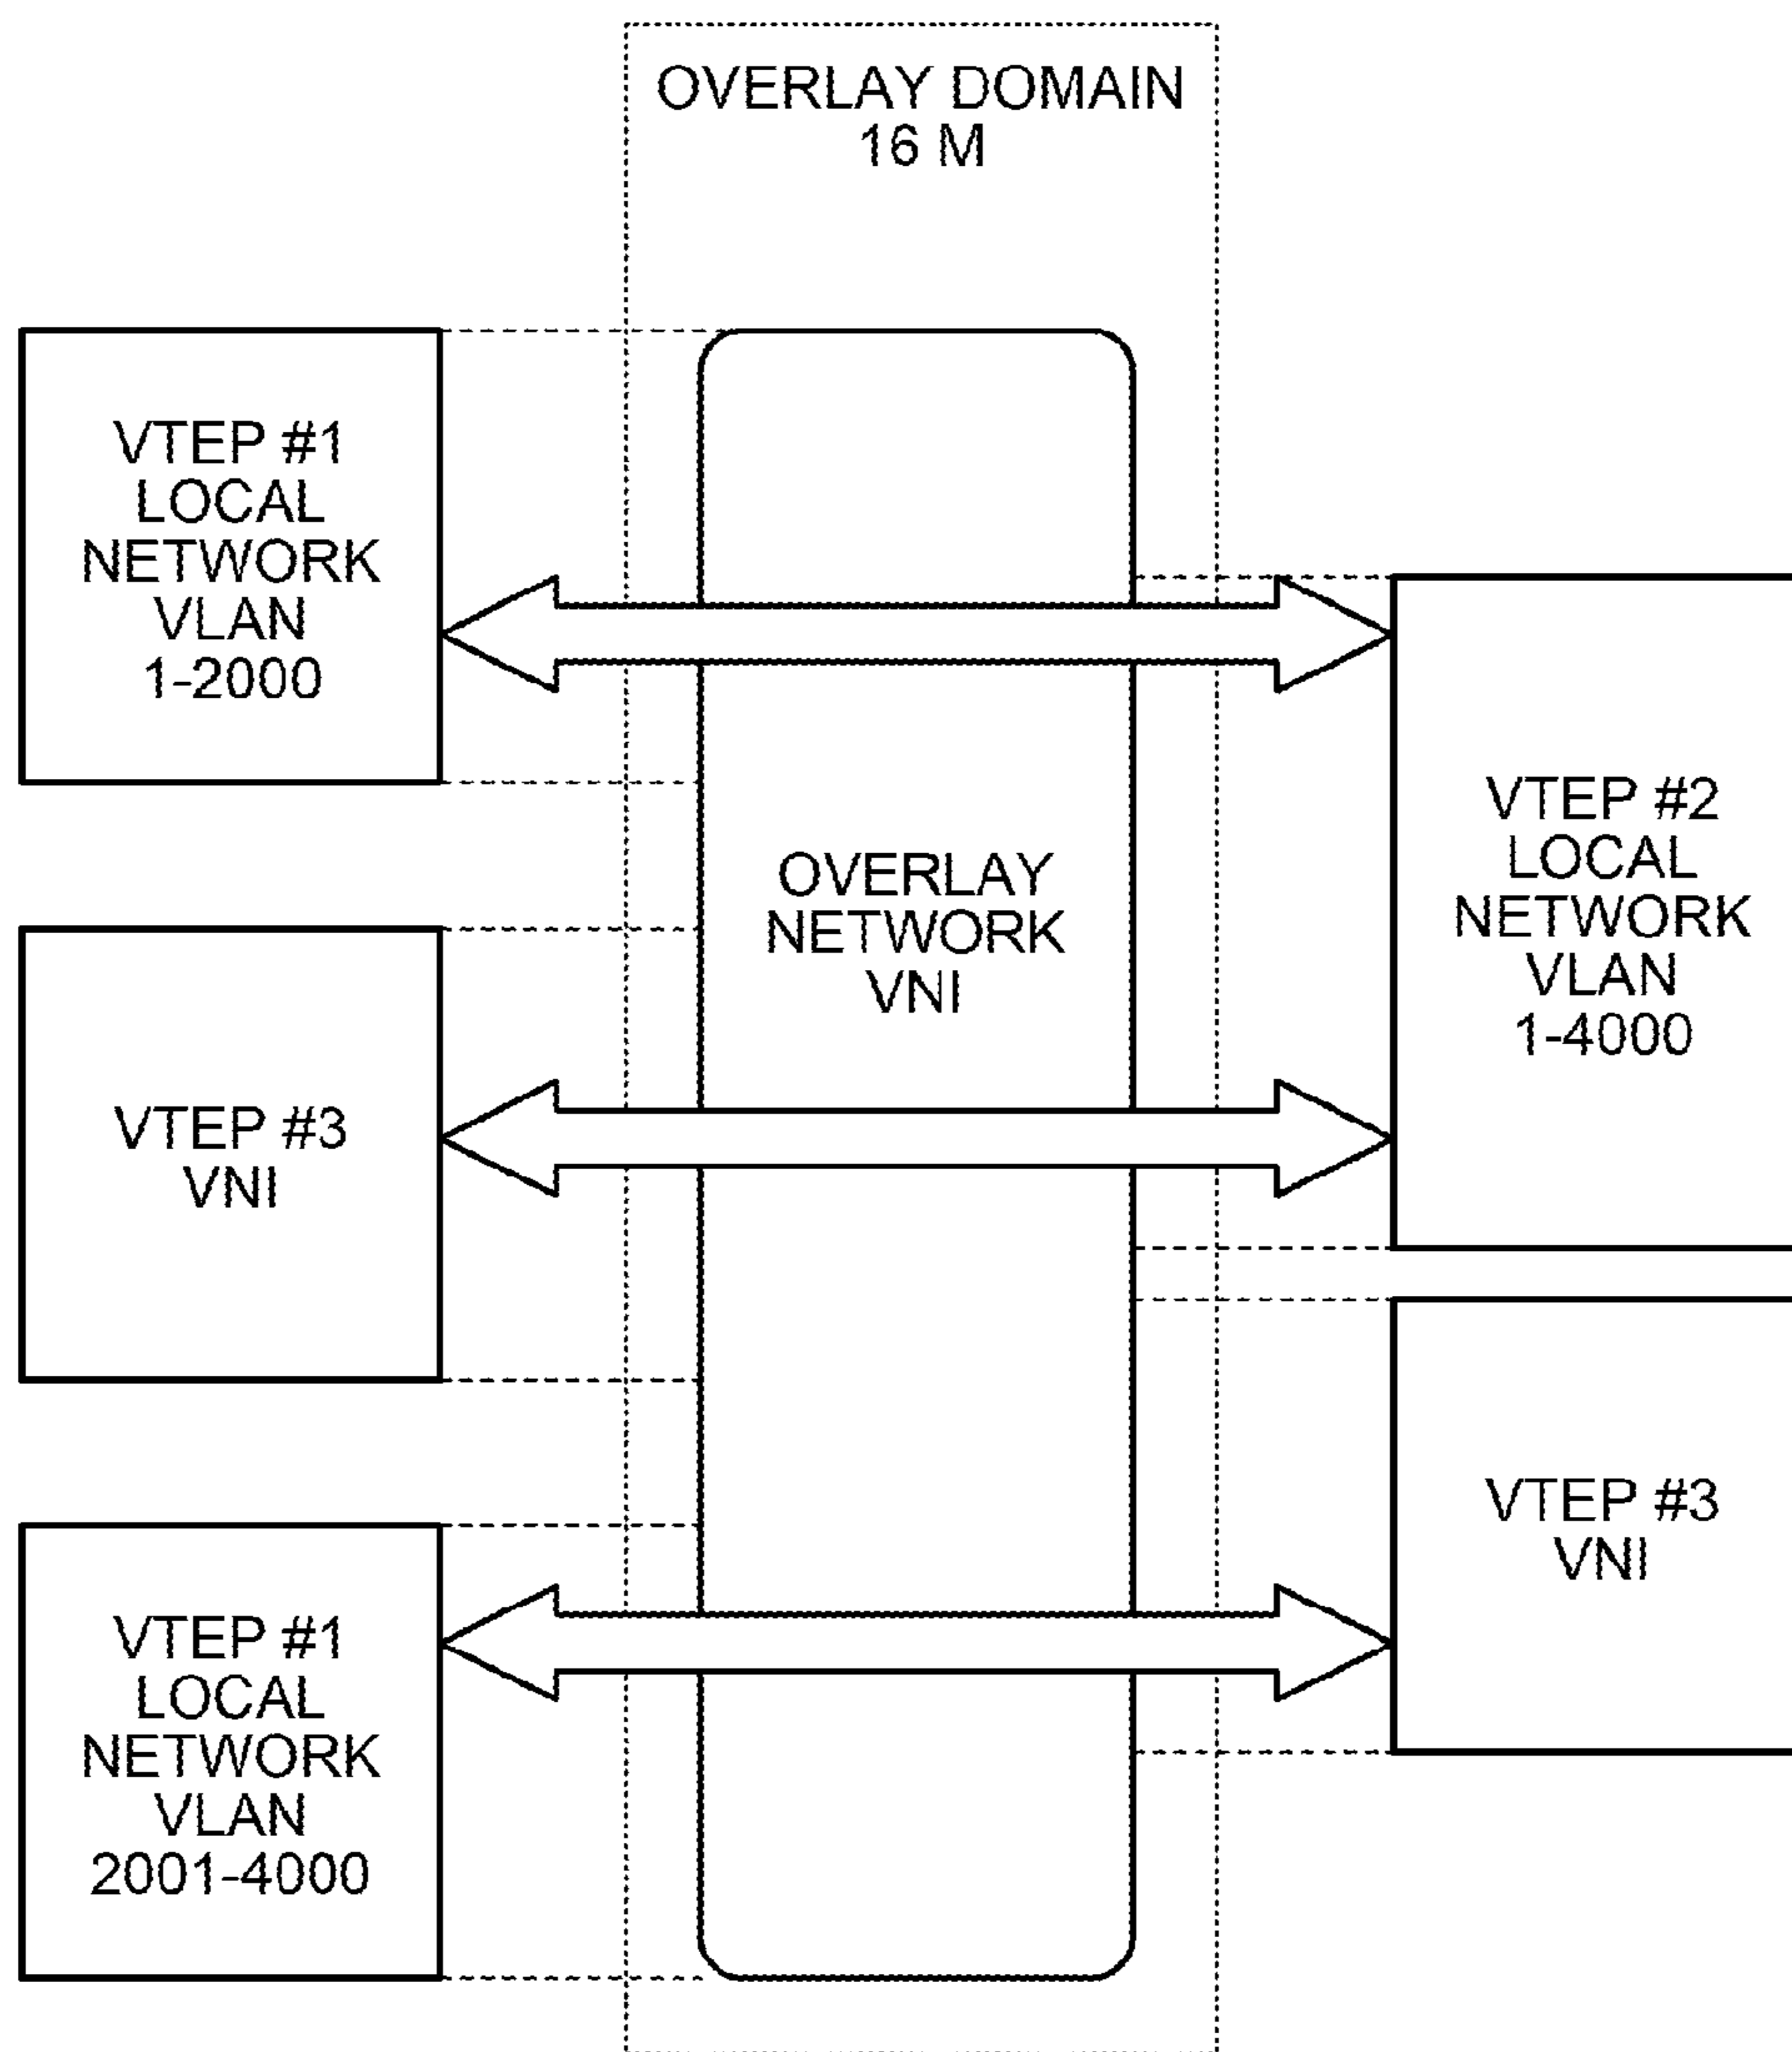 OVERLAY DOMAIN
16 M
VTEP #1
LOCAL
NETWORK
VLAN
1-2000
OVERLAY
NETWORK
VNI
VTEP #2
LOCAL
NETWORK
VLAN
1-4000
VTEP #3
VNI
VTEP #3
VNI
VTEP #1
LOCAL
NETWORK
VLAN
2001-4000